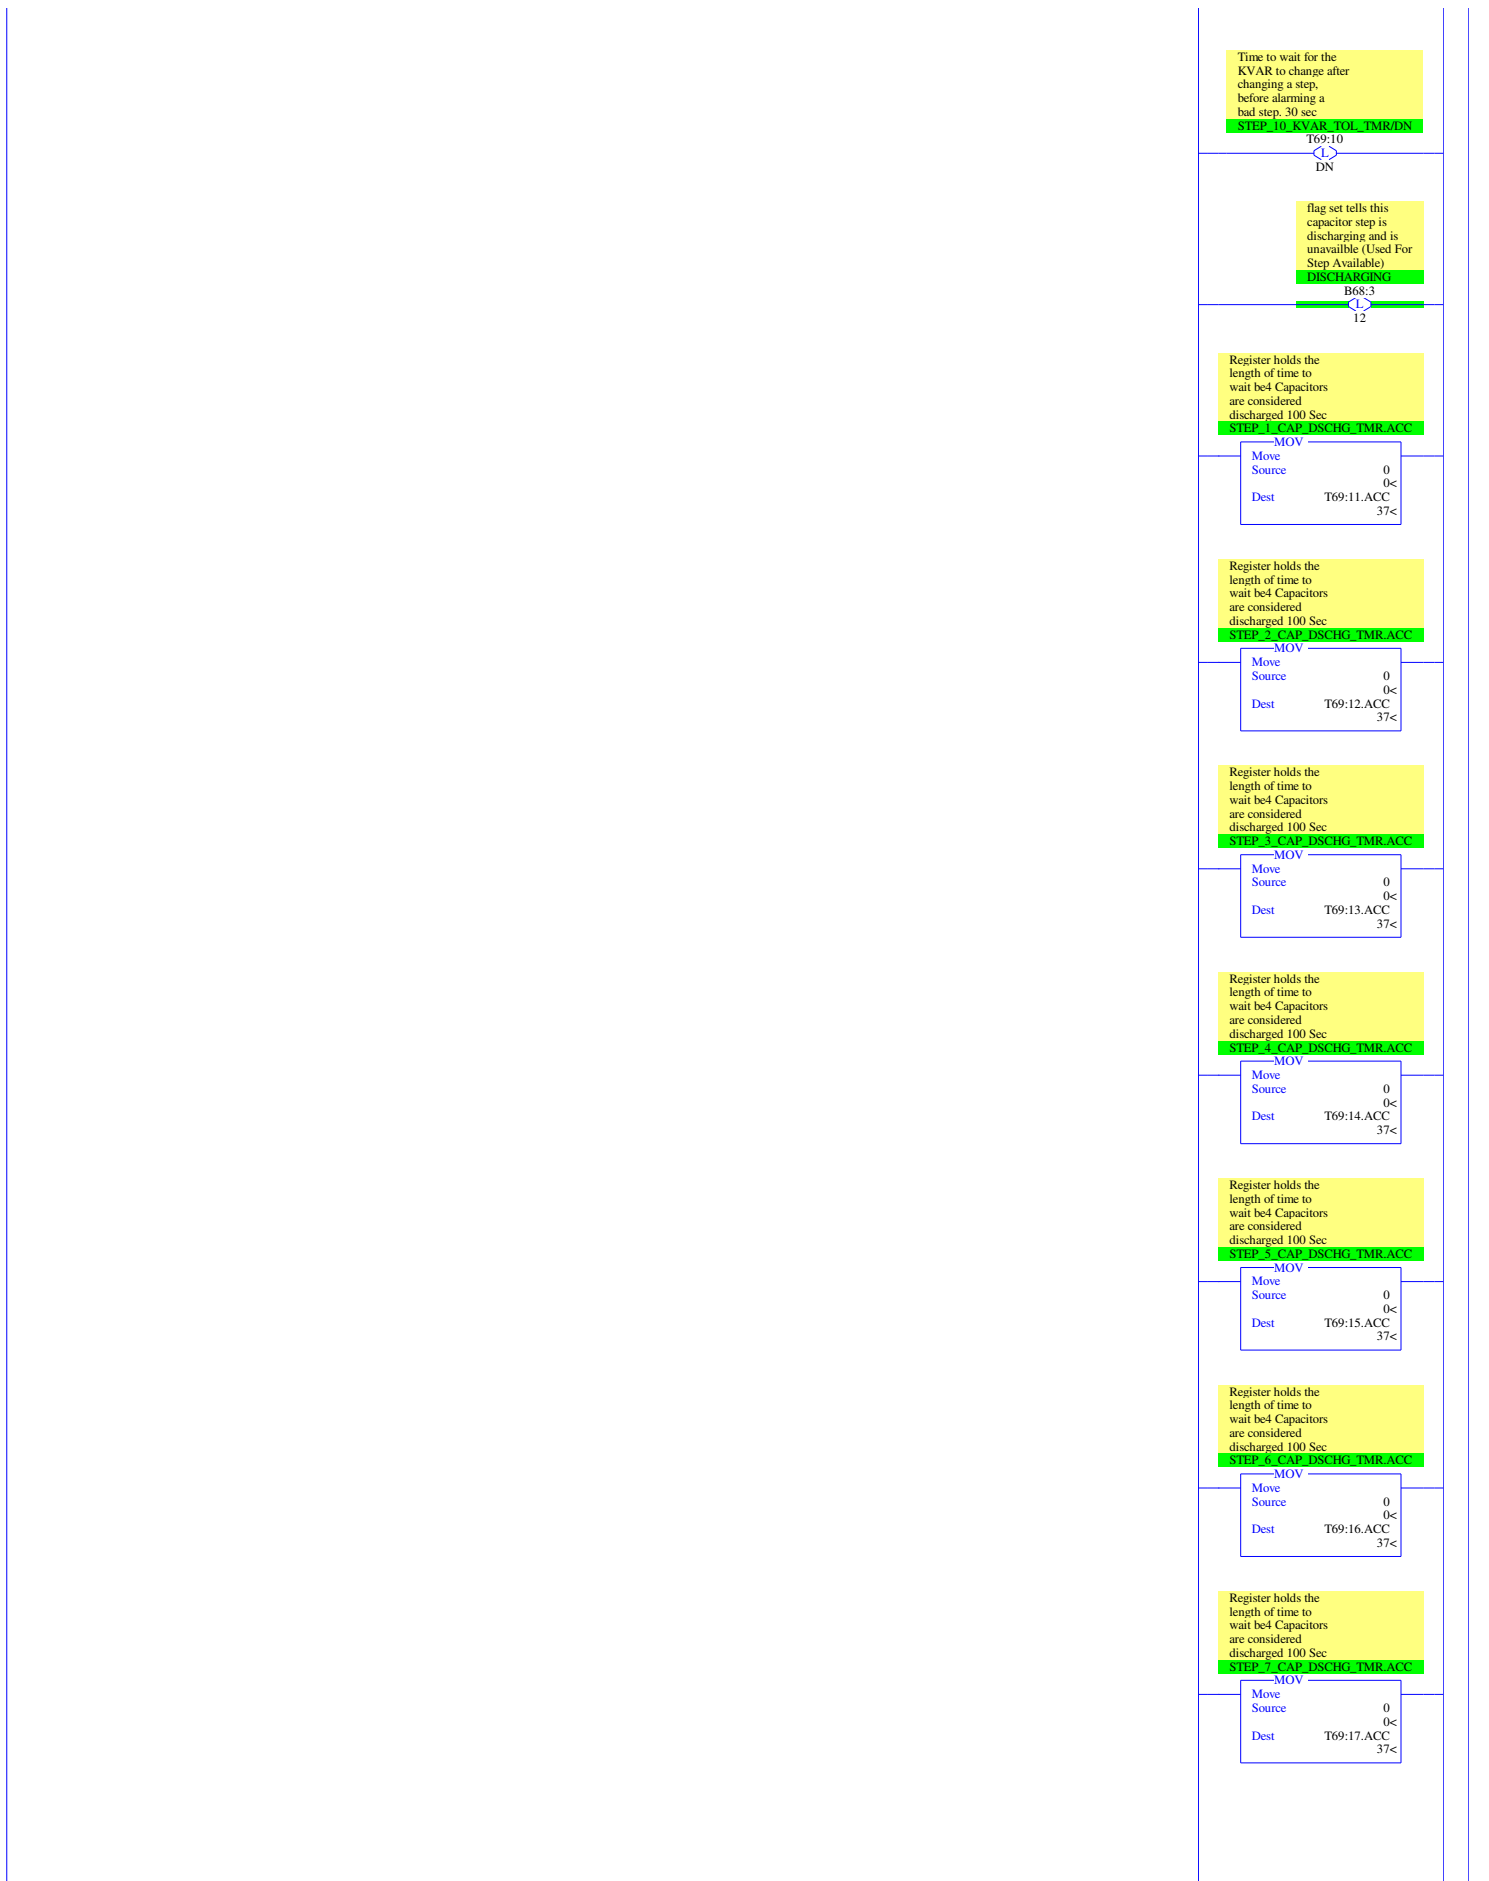 Time to wait for the
KVAR to change after
changing a step,
before alarming a
bad step. 30 sec
STEP_10_KVAR_TOL_TMR/DN
T69:10
L
DN
flag set tells this
capacitor step is
discharging and is
unavailble (Used For
Step Available)
DISCHARGING
B68:3
L
12
Register holds the
length of time to
wait be4 Capacitors
are considered
discharged 100 Sec
STEP_1_CAP_DSCHG_TMR.ACC
MOV
Move
Source 0
0<
Dest T69:11.ACC
37<
Register holds the
length of time to
wait be4 Capacitors
are considered
discharged 100 Sec
STEP_2_CAP_DSCHG_TMR.ACC
MOV
Move
Source 0
0<
Dest T69:12.ACC
37<
Register holds the
length of time to
wait be4 Capacitors
are considered
discharged 100 Sec
STEP_3_CAP_DSCHG_TMR.ACC
MOV
Move
Source 0
0<
Dest T69:13.ACC
37<
Register holds the
length of time to
wait be4 Capacitors
are considered
discharged 100 Sec
STEP_4_CAP_DSCHG_TMR.ACC
MOV
Move
Source 0
0<
Dest T69:14.ACC
37<
Register holds the
length of time to
wait be4 Capacitors
are considered
discharged 100 Sec
STEP_5_CAP_DSCHG_TMR.ACC
MOV
Move
Source 0
0<
Dest T69:15.ACC
37<
Register holds the
length of time to
wait be4 Capacitors
are considered
discharged 100 Sec
STEP_6_CAP_DSCHG_TMR.ACC
MOV
Move
Source 0
0<
Dest T69:16.ACC
37<
Register holds the
length of time to
wait be4 Capacitors
are considered
discharged 100 Sec
STEP_7_CAP_DSCHG_TMR.ACC
MOV
Move
Source 0
0<
Dest T69:17.ACC
37<